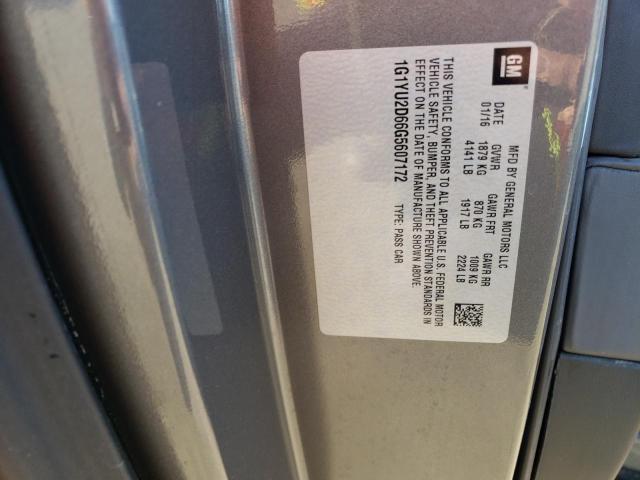 GM
MFD BY GENERAL MOTORS LLC
DATE GVWR GAWR FRT GAWR RR
01/16 1879 KG 870 KG 1009 KG
4141 LB 1917 LB 2224 LB
THIS VEHICLE CONFORMS TO ALL APPLICABLE U.S. FEDERAL MOTOR
VEHICLE SAFETY, BUMPER, AND THEFT PREVENTION STANDARDS IN
EFFECT ON THE DATE OF MANUFACTURE SHOWN ABOVE.
1G1YU2D66G5607172 TYPE: PASS CAR